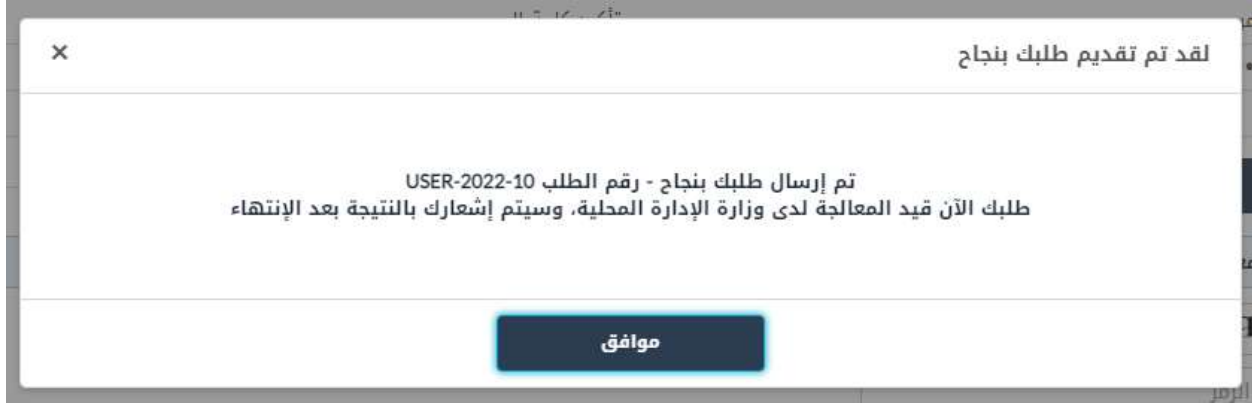 لقد تم تقديم طلبك بنجاح
×
تم إرسال طلبك بنجاح - رقم الطلب USER-2022-10
طلبك الآن قيد المعالجة لدى وزارة الإدارة المحلية، وسيتم إشعارك بالنتيجة بعد الإنتهاء
موافق
الرمز